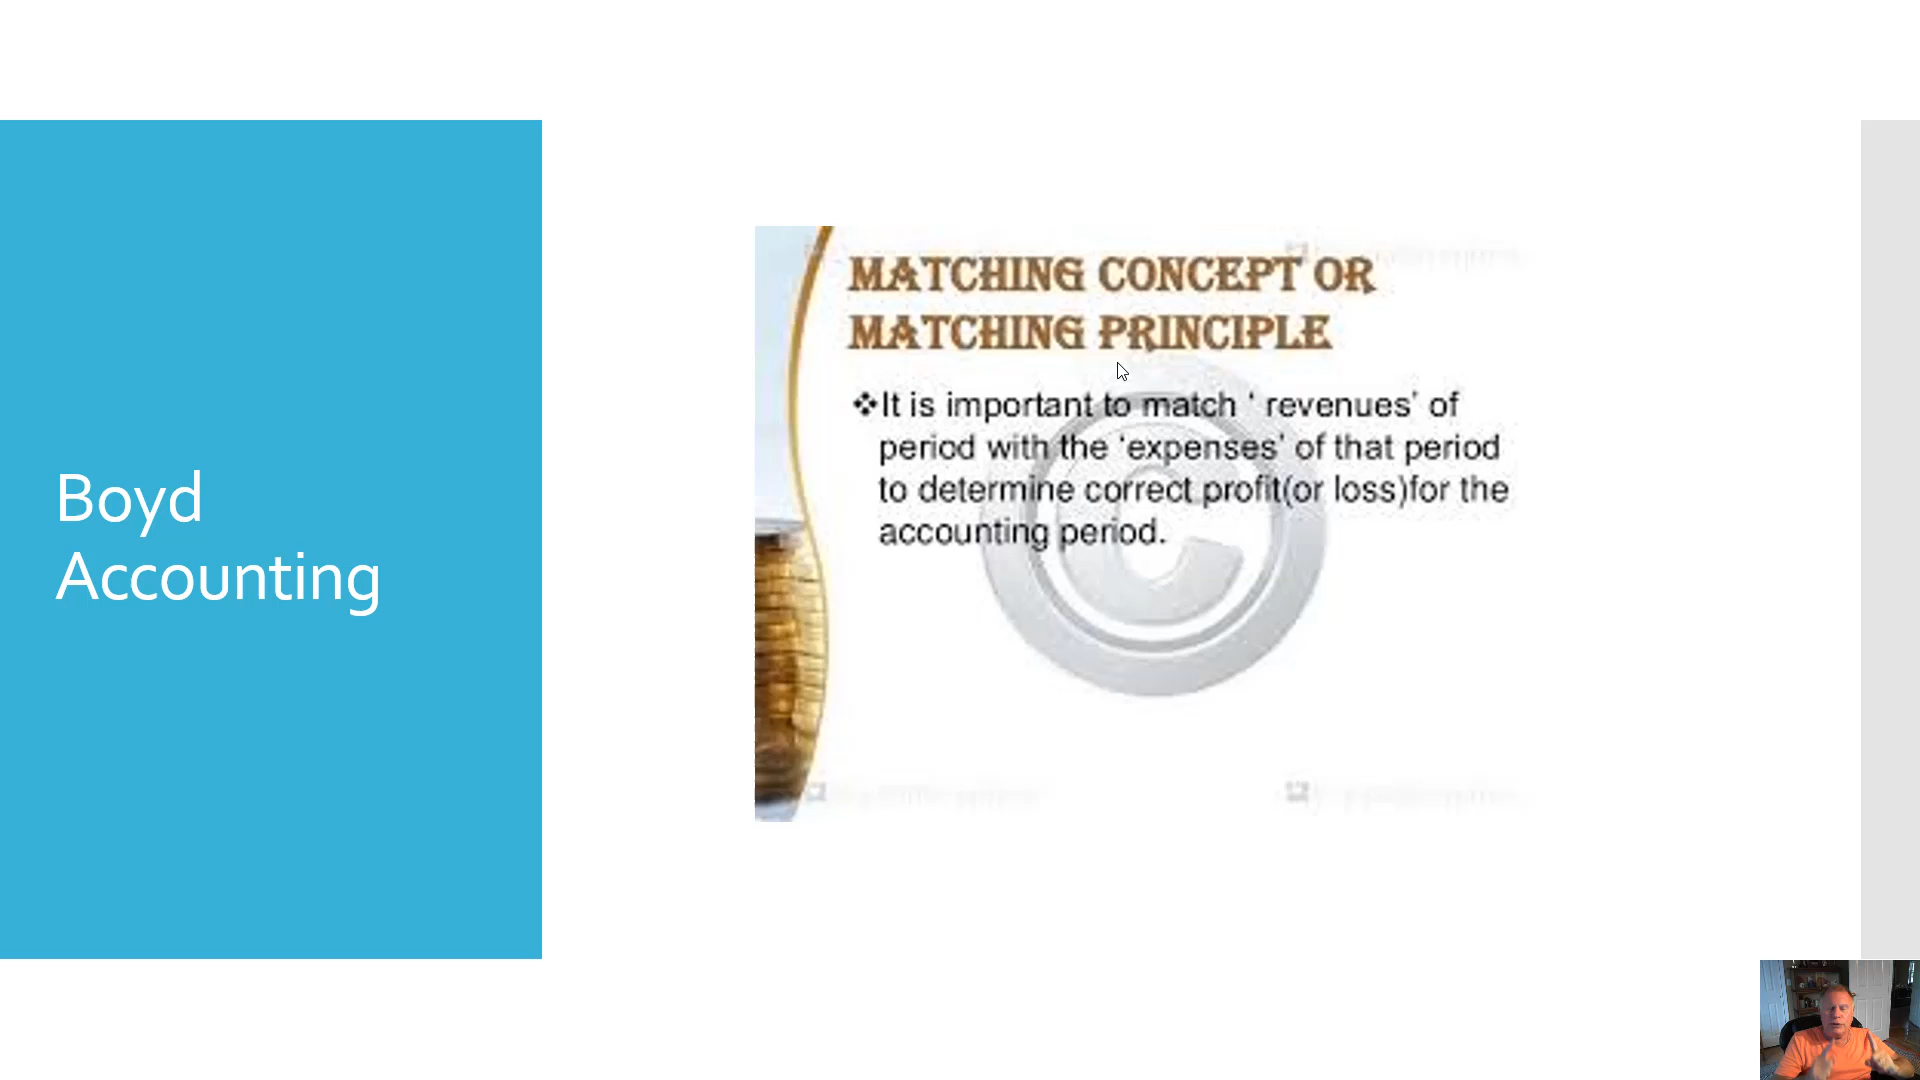 Boyd
Accounting
MATCHING CONCEPT OR
MATCHING PRINCIPLE
❖It is important to match ‘ revenues’ of
period with the ‘expenses’ of that period
to determine correct profit(or loss)for the
accounting period.